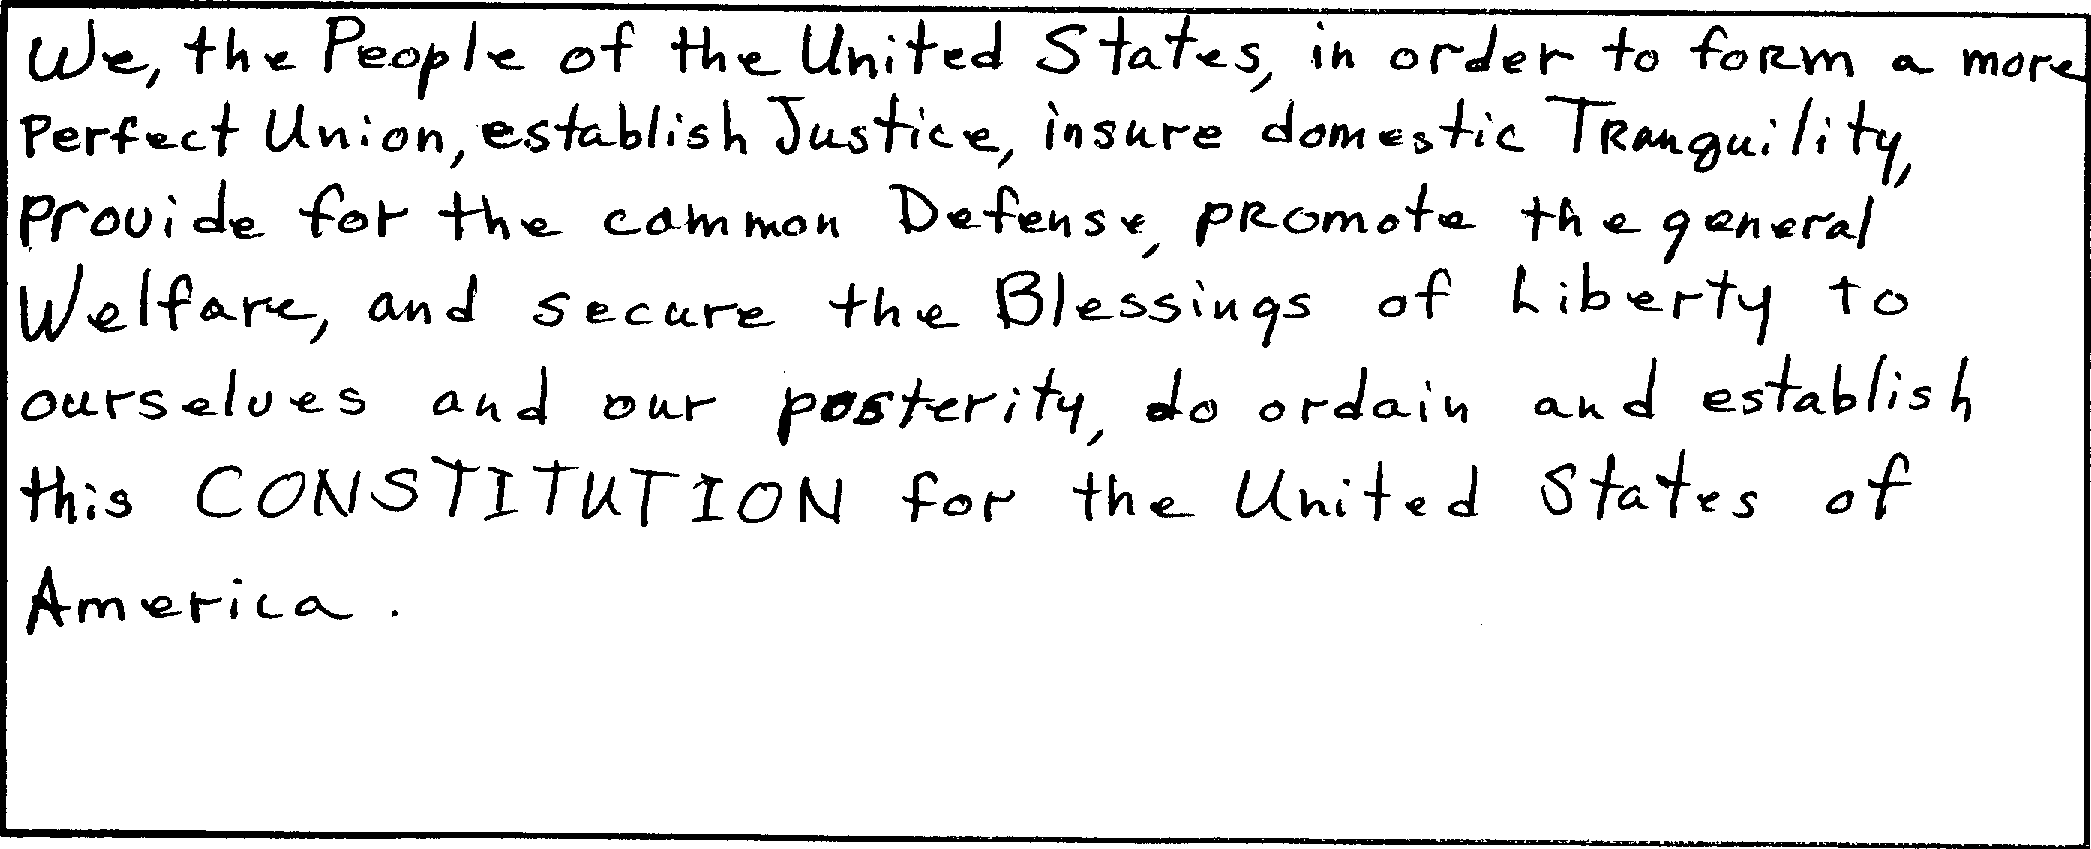 We, the People of the United States, in order to form a more
perfect Union, establish Justice, insure domestic Tranquility,
provide for the common Defense, promote the general
Welfare, and secure the Blessings of Liberty to
ourselves and our posterity, do ordain and establish
this CONSTITUTION for the United States of
America.